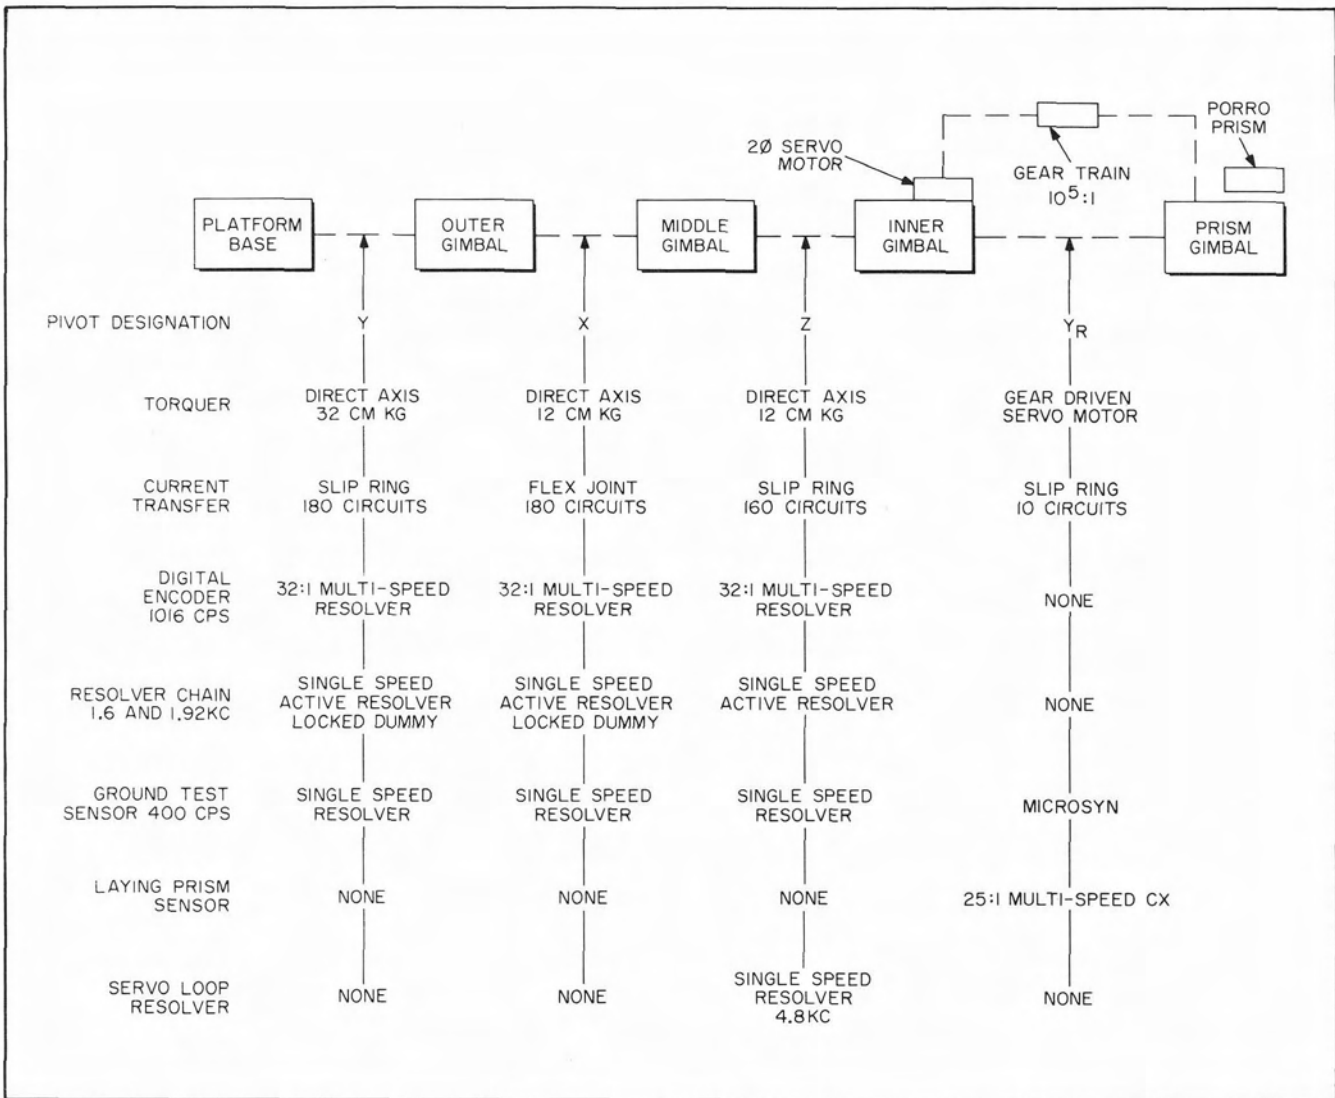 PORRO
PRISM
2Ø SERVO
MOTOR
GEAR TRAIN
10⁵:1
PLATFORM
BASE
OUTER
GIMBAL
MIDDLE
GIMBAL
INNER
GIMBAL
PRISM
GIMBAL
PIVOT DESIGNATION
Y
X
Z
Y_R
TORQUER
DIRECT AXIS
32 CM KG
DIRECT AXIS
12 CM KG
DIRECT AXIS
12 CM KG
GEAR DRIVEN
SERVO MOTOR
CURRENT
TRANSFER
SLIP RING
180 CIRCUITS
FLEX JOINT
180 CIRCUITS
SLIP RING
160 CIRCUITS
SLIP RING
10 CIRCUITS
DIGITAL
ENCODER
1016 CPS
32:1 MULTI-SPEED
RESOLVER
32:1 MULTI-SPEED
RESOLVER
32:1 MULTI-SPEED
RESOLVER
NONE
RESOLVER CHAIN
1.6 AND 1.92KC
SINGLE SPEED
ACTIVE RESOLVER
LOCKED DUMMY
SINGLE SPEED
ACTIVE RESOLVER
LOCKED DUMMY
SINGLE SPEED
ACTIVE RESOLVER
NONE
GROUND TEST
SENSOR 400 CPS
SINGLE SPEED
RESOLVER
SINGLE SPEED
RESOLVER
SINGLE SPEED
RESOLVER
MICROSYN
LAYING PRISM
SENSOR
NONE
NONE
NONE
25:1 MULTI-SPEED CX
SERVO LOOP
RESOLVER
NONE
NONE
SINGLE SPEED
RESOLVER
4.8KC
NONE